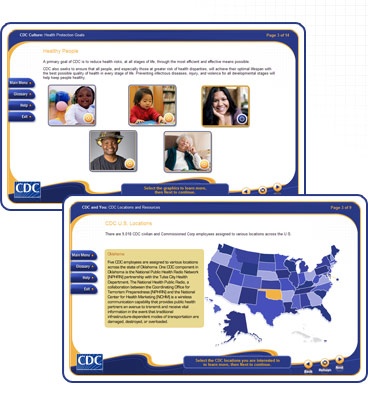 CDC Culture: Health Protection Goals
Page 3 of 14
Healthy People
A primary goal of CDC is to reduce health risks, at all stages of life, through the most efficient and effective means possible.
CDC also seeks to ensure that all people, and especially those at greater risk of health disparities, will achieve their optimal lifespan with
the best possible quality of health in every stage of life. Preventing infectious diseases, injury, and violence for all developmental stages will
help keep people healthy.
Main Menu
Glossary
Help
Exit
CDC
Select the graphics to learn more,
then Next to continue.
CDC and You: CDC Locations and Resources
Page 3 of 9
CDC U.S. Locations
There are 9,519 CDC civilian and Commissioned Corp employees assigned to various locations across the U.S.
Main Menu
Glossary
Help
Exit
Oklahoma
Five CDC employees are assigned to various locations
across the state of Oklahoma. One CDC component in
Oklahoma is the National Public Health Radio Network
(NPHRN) partnership with the Tulsa City Health
Department. The National Health Public Radio, a
collaboration between the Coordinating Office for
Terrorism Preparedness (NPHRN) and the National
Center for Health Marketing (NCHM) is a wireless
communication capability that provides public health
partners an avenue to transmit and receive vital
information in the event that traditional
infrastructure-dependent modes of transportation are
damaged, destroyed, or overloaded.
CDC
Select the CDC locations you are interested in
to learn more, then Next to continue.
Back
Refresh
Next